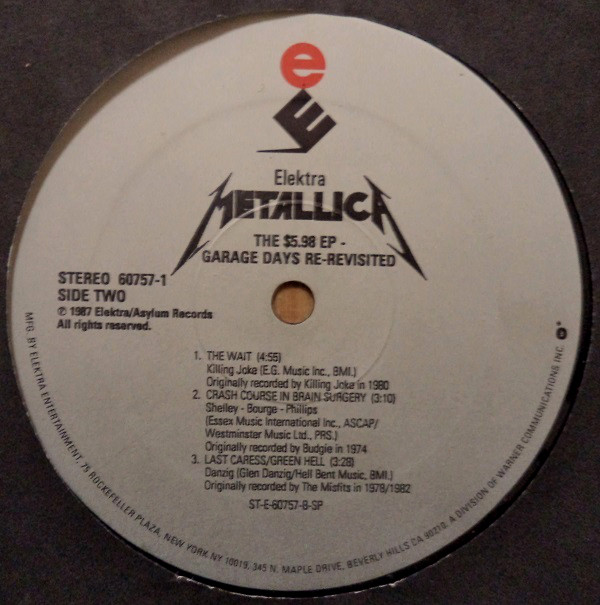 e
E
Elektra
METALLICA
THE $5.98 EP -
GARAGE DAYS RE-REVISITED
STEREO 60757-1
SIDE TWO
℗ 1987 Elektra/Asylum Records
All rights reserved.
1. THE WAIT (4:55)
Killing Joke (E.G. Music Inc., BMI.)
Originally recorded by Killing Joke in 1980
2. CRASH COURSE IN BRAIN SURGERY (3:10)
Shelley - Bourge - Phillips
(Essex Music International Inc., ASCAP/
Westminster Music Ltd., PRS.)
Originally recorded by Budgie in 1974
3. LAST CARESS/GREEN HELL (3:28)
Danzig (Glen Danzig/Hell Bent Music, BMI.)
Originally recorded by The Misfits in 1978/1982
ST-E-60757-B-SP
MFG. BY ELEKTRA ENTERTAINMENT, 75 ROCKEFELLER PLAZA, NEW YORK NY 10019, 345 N. MAPLE DRIVE, BEVERLY HILLS CA 90210. A DIVISION OF WARNER COMMUNICATIONS INC.